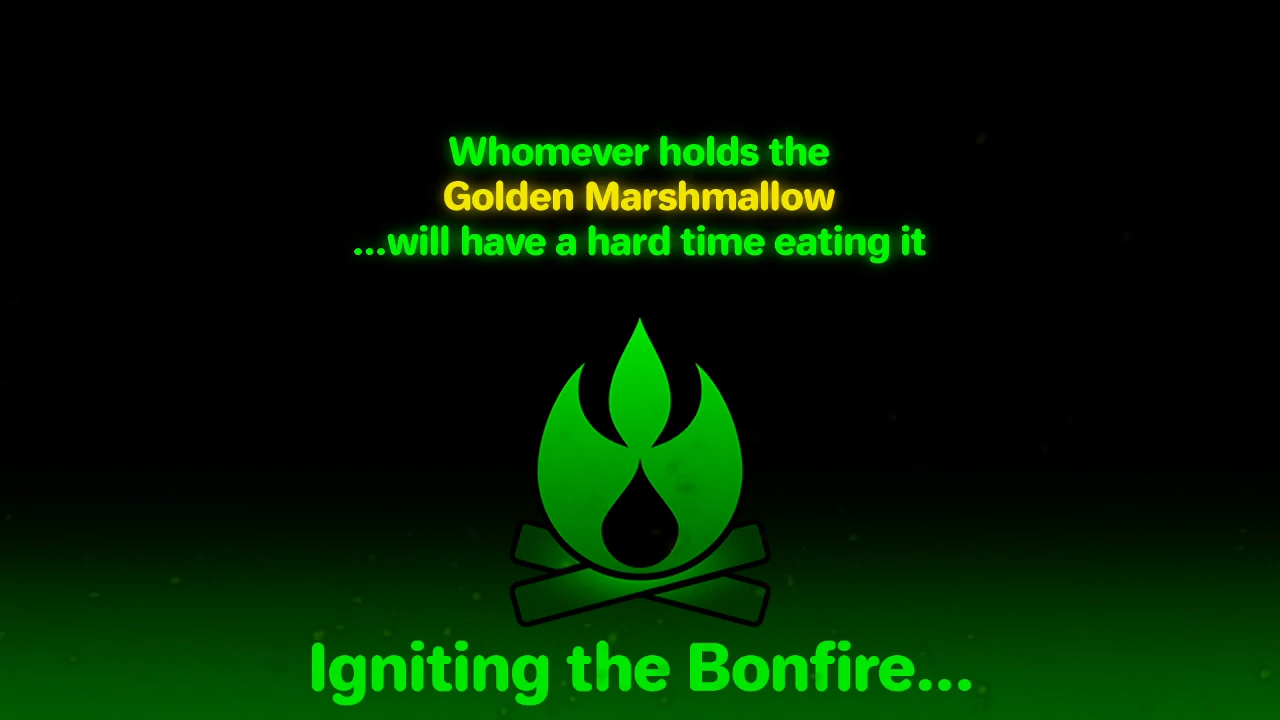 Whomever holds the
Golden Marshmallow
...will have a hard time eating it
Igniting the Bonfire...